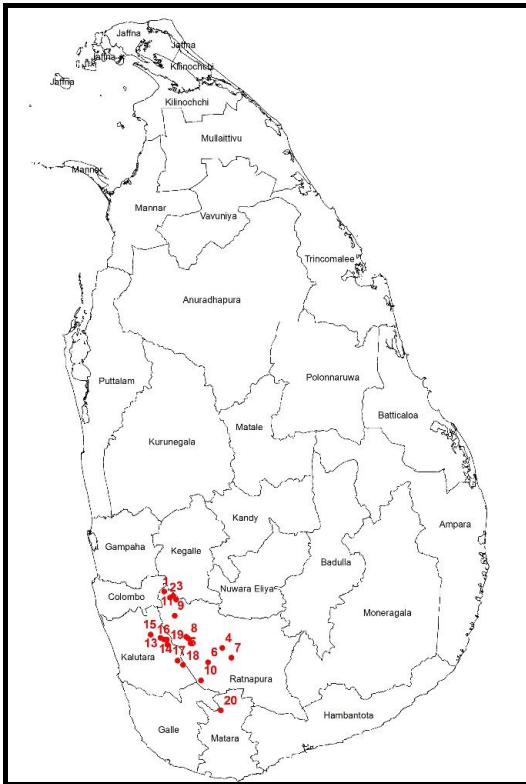 Jaffna
Jaffna
Jaffna
Kilinochchi
Jaffna
Kilinochchi
Mullaittivu
Mannar
Mannar
Vavuniya
Trincomalee
Anuradhapura
Polonnaruwa
Puttalam
Batticaloa
Matale
Kurunegala
Kandy
Ampara
Gampaha
Kegalle
Badulla
Nuwara Eliya
1
23
Colombo
11
Moneragala
9
15
16
19
8
4
13
14
5
17
18
6
7
Kalutara
10
Ratnapura
20
Hambantota
Galle
Matara